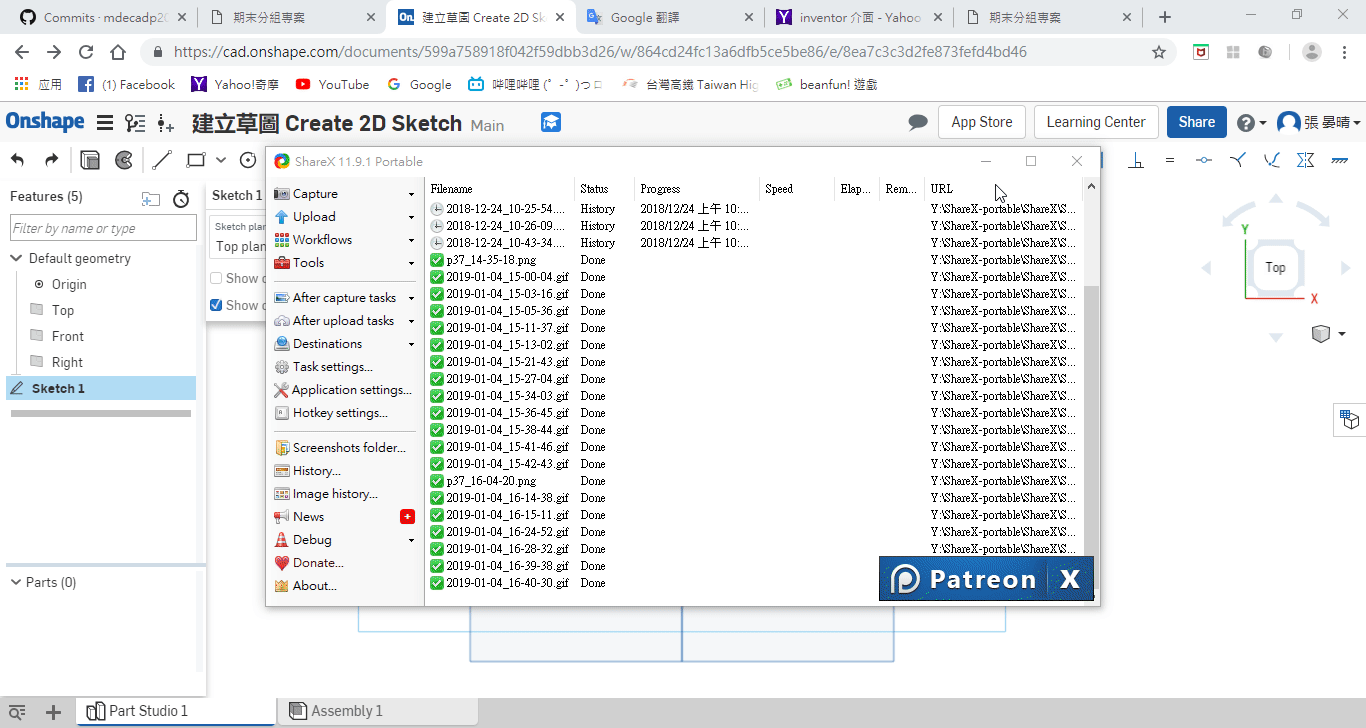 Commits · mdecadp20
期末分組專案
建立草圖 Create 2D Sk
Google 翻譯
inventor 介面 - Yahoo
期末分組專案
https://cad.onshape.com/documents/599a758918f042f59dbb3d26/w/864cd24fc13a6dfb5ce5be86/e/8ea7c3c3d2fe873fefd4bd46
应用
(1) Facebook
Yahoo!奇摩
YouTube
Google
哔哩哔哩 (゜-゜)つロ
台灣高鐵 Taiwan Hig
beanfun! 遊戲
Onshape
建立草圖 Create 2D Sketch Main
App Store
Learning Center
Share
張 晏晴
Features (5)
Filter by name or type
Default geometry
Origin
Top
Front
Right
Sketch 1
Parts (0)
Sketch 1
Sketch plan
Top plan
Show
Show
ShareX 11.9.1 Portable
Capture
Upload
Workflows
Tools
After capture tasks
After upload tasks
Destinations
Task settings...
Application settings...
Hotkey settings...
Screenshots folder...
History...
Image history...
News
Debug
Donate...
About...
Filename Status Progress Speed Elap... Rem... URL
2018-12-24_10-25-54.... History 2018/12/24 上午 10:... Y:\ShareX-portable\ShareX\S...
2018-12-24_10-26-09.... History 2018/12/24 上午 10:... Y:\ShareX-portable\ShareX\S...
2018-12-24_10-43-34.... History 2018/12/24 上午 10:... Y:\ShareX-portable\ShareX\S...
p37_14-35-18.png Done Y:\ShareX-portable\ShareX\S...
2019-01-04_15-00-04.gif Done Y:\ShareX-portable\ShareX\S...
2019-01-04_15-03-16.gif Done Y:\ShareX-portable\ShareX\S...
2019-01-04_15-05-36.gif Done Y:\ShareX-portable\ShareX\S...
2019-01-04_15-11-37.gif Done Y:\ShareX-portable\ShareX\S...
2019-01-04_15-13-02.gif Done Y:\ShareX-portable\ShareX\S...
2019-01-04_15-21-43.gif Done Y:\ShareX-portable\ShareX\S...
2019-01-04_15-27-04.gif Done Y:\ShareX-portable\ShareX\S...
2019-01-04_15-34-03.gif Done Y:\ShareX-portable\ShareX\S...
2019-01-04_15-36-45.gif Done Y:\ShareX-portable\ShareX\S...
2019-01-04_15-38-44.gif Done Y:\ShareX-portable\ShareX\S...
2019-01-04_15-41-46.gif Done Y:\ShareX-portable\ShareX\S...
2019-01-04_15-42-43.gif Done Y:\ShareX-portable\ShareX\S...
p37_16-04-20.png Done Y:\ShareX-portable\ShareX\S...
2019-01-04_16-14-38.gif Done Y:\ShareX-portable\ShareX\S...
2019-01-04_16-15-11.gif Done Y:\ShareX-portable\ShareX\S...
2019-01-04_16-24-52.gif Done Y:\ShareX-portable\ShareX\S...
2019-01-04_16-28-32.gif Done Y:\ShareX-portable\ShareX\S...
2019-01-04_16-39-38.gif Done
2019-01-04_16-40-30.gif Done
Patreon X
Y
Top
X
Part Studio 1
Assembly 1